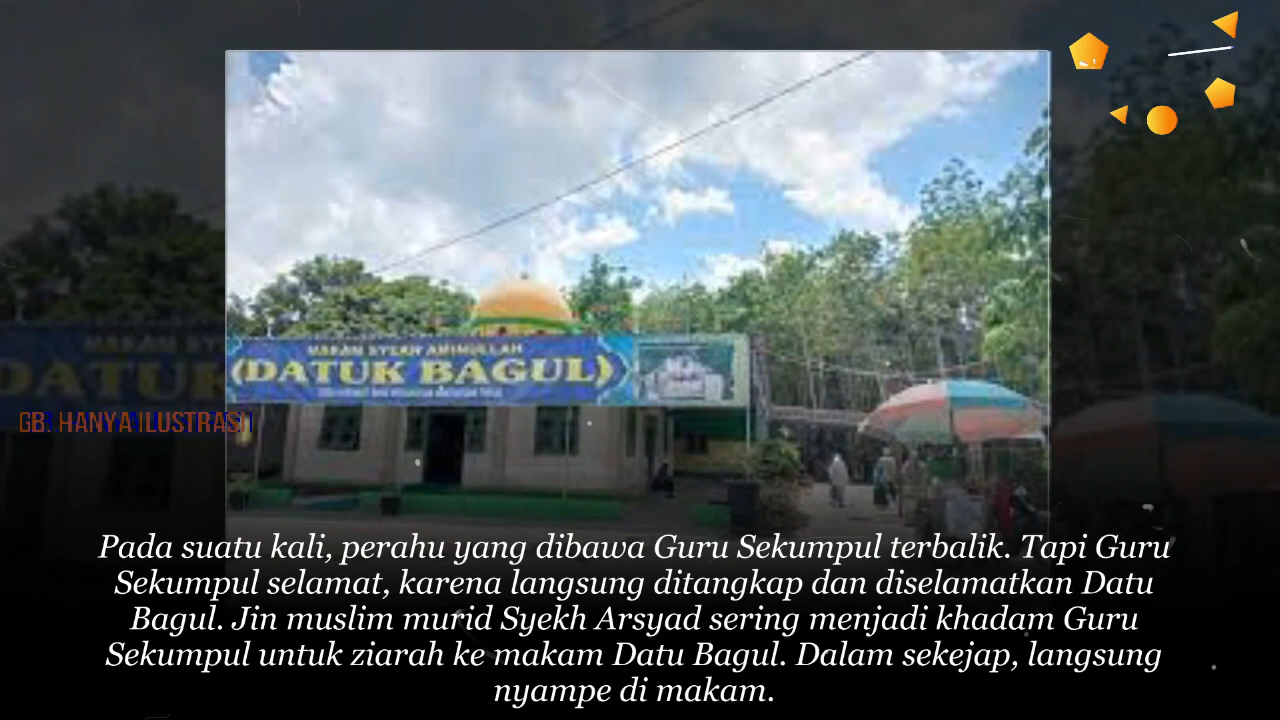 MAKAM SYEKH AMINULLAH
(DATUK BAGUL)
GB. HANYA ILUSTRASI
Pada suatu kali, perahu yang dibawa Guru Sekumpul terbalik. Tapi Guru
Sekumpul selamat, karena langsung ditangkap dan diselamatkan Datu
Bagul. Jin muslim murid Syekh Arsyad sering menjadi khadam Guru
Sekumpul untuk ziarah ke makam Datu Bagul. Dalam sekejap, langsung
nyampe di makam.